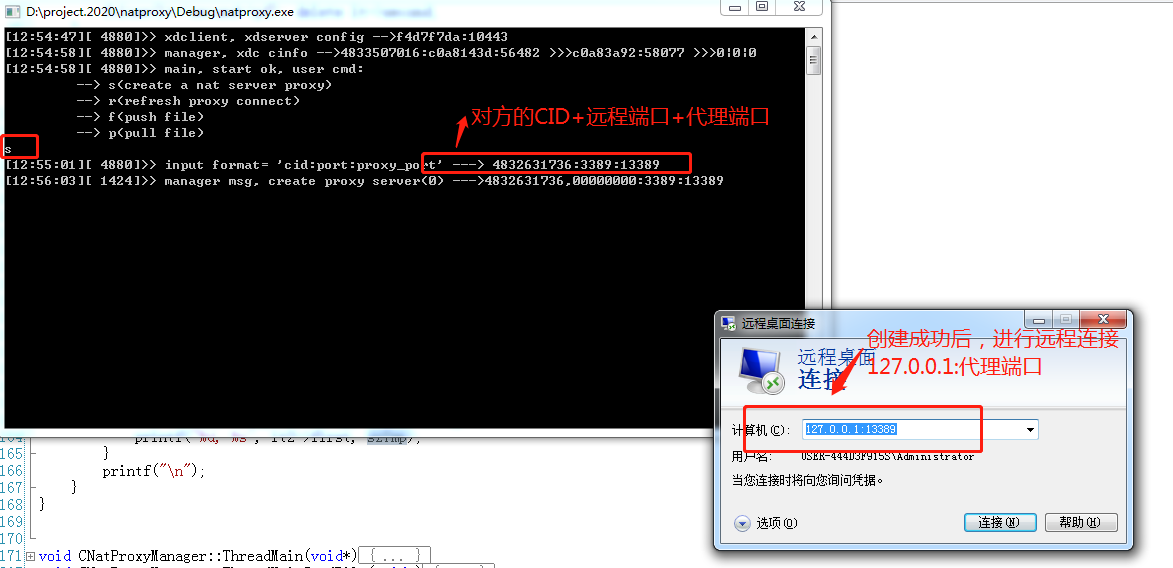 D:\project.2020\natproxy\Debug\natproxy.exe
[12:54:47][ 4880]>> xdclient, xdserver config -->f4d7f7da:10443
[12:54:58][ 4880]>> manager, xdc cinfo -->4833507016:c0a8143d:56482 >>>c0a83a92:58077 >>>0|0|0
[12:54:58][ 4880]>> main, start ok, user cmd:
--> s(create a nat server proxy)
--> r(refresh proxy connect)
--> f(push file)
--> p(pull file)
对方的CID+远程端口+代理端口
s
[12:55:01][ 4880]>> input format= 'cid:port:proxy_port' ---> 4832631736:3389:13389
[12:56:03][ 1424]>> manager msg, create proxy server(0) --->4832631736,00000000:3389:13389
远程桌面连接
远程桌面
连接
创建成功后，进行远程连接
127.0.0.1:代理端口
计算机(C):
127.0.0.1:13389
用户名:
USER-444D3F915S\Administrator
当您连接时将向您询问凭据。
选项(O)
连接(N)
帮助(H)
164
165 }
166 printf("\n");
167 }
168 }
169
170
171 void CNatProxyManager::ThreadMain(void*){ ... }